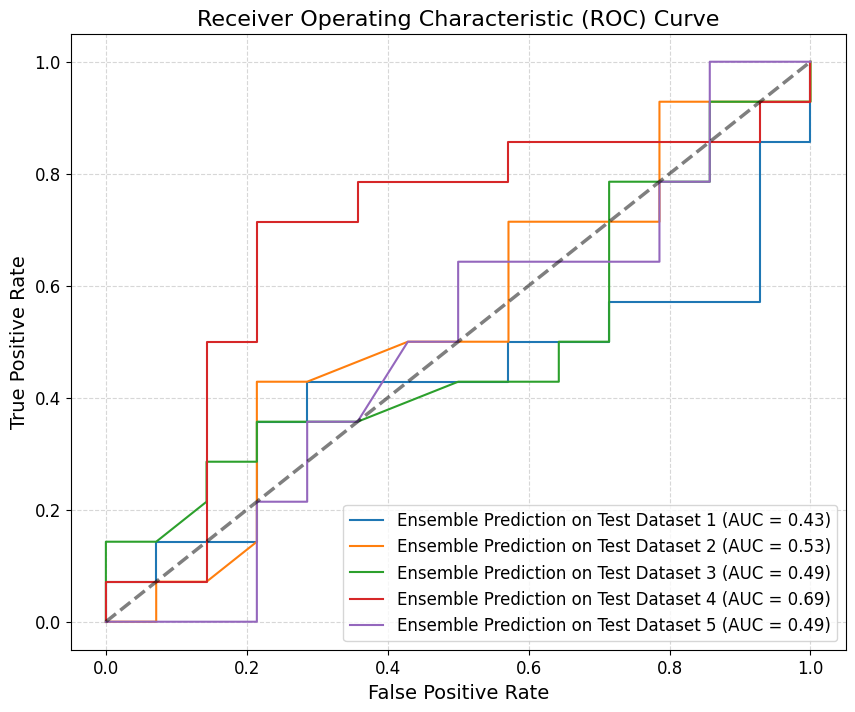 Receiver Operating Characteristic (ROC) Curve
True Positive Rate
1.0
0.8
0.6
0.4
0.2
0.0
Ensemble Prediction on Test Dataset 1 (AUC = 0.43)
Ensemble Prediction on Test Dataset 2 (AUC = 0.53)
Ensemble Prediction on Test Dataset 3 (AUC = 0.49)
Ensemble Prediction on Test Dataset 4 (AUC = 0.69)
Ensemble Prediction on Test Dataset 5 (AUC = 0.49)
0.0 0.2 0.4 0.6 0.8 1.0
False Positive Rate